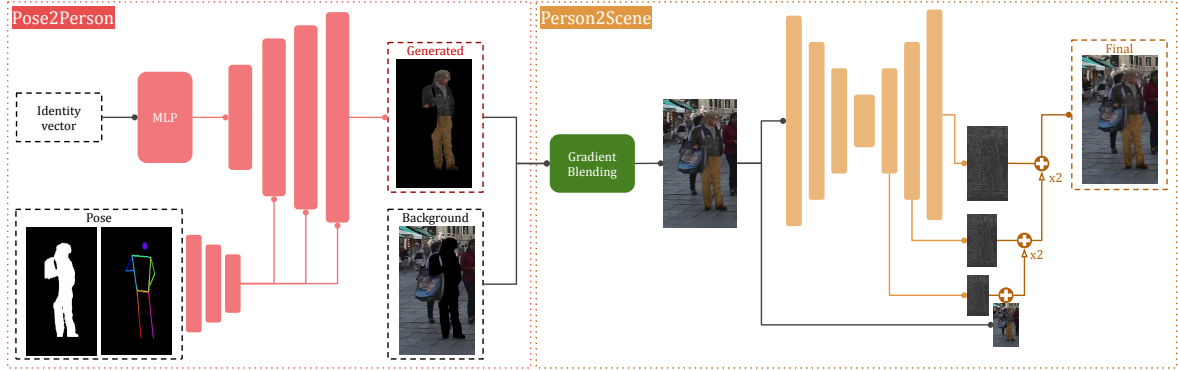 Pose2Person
Person2Scene
Generated
Final
Identity
vector
MLP
Gradient
Blending
x2
Pose
Background
x2